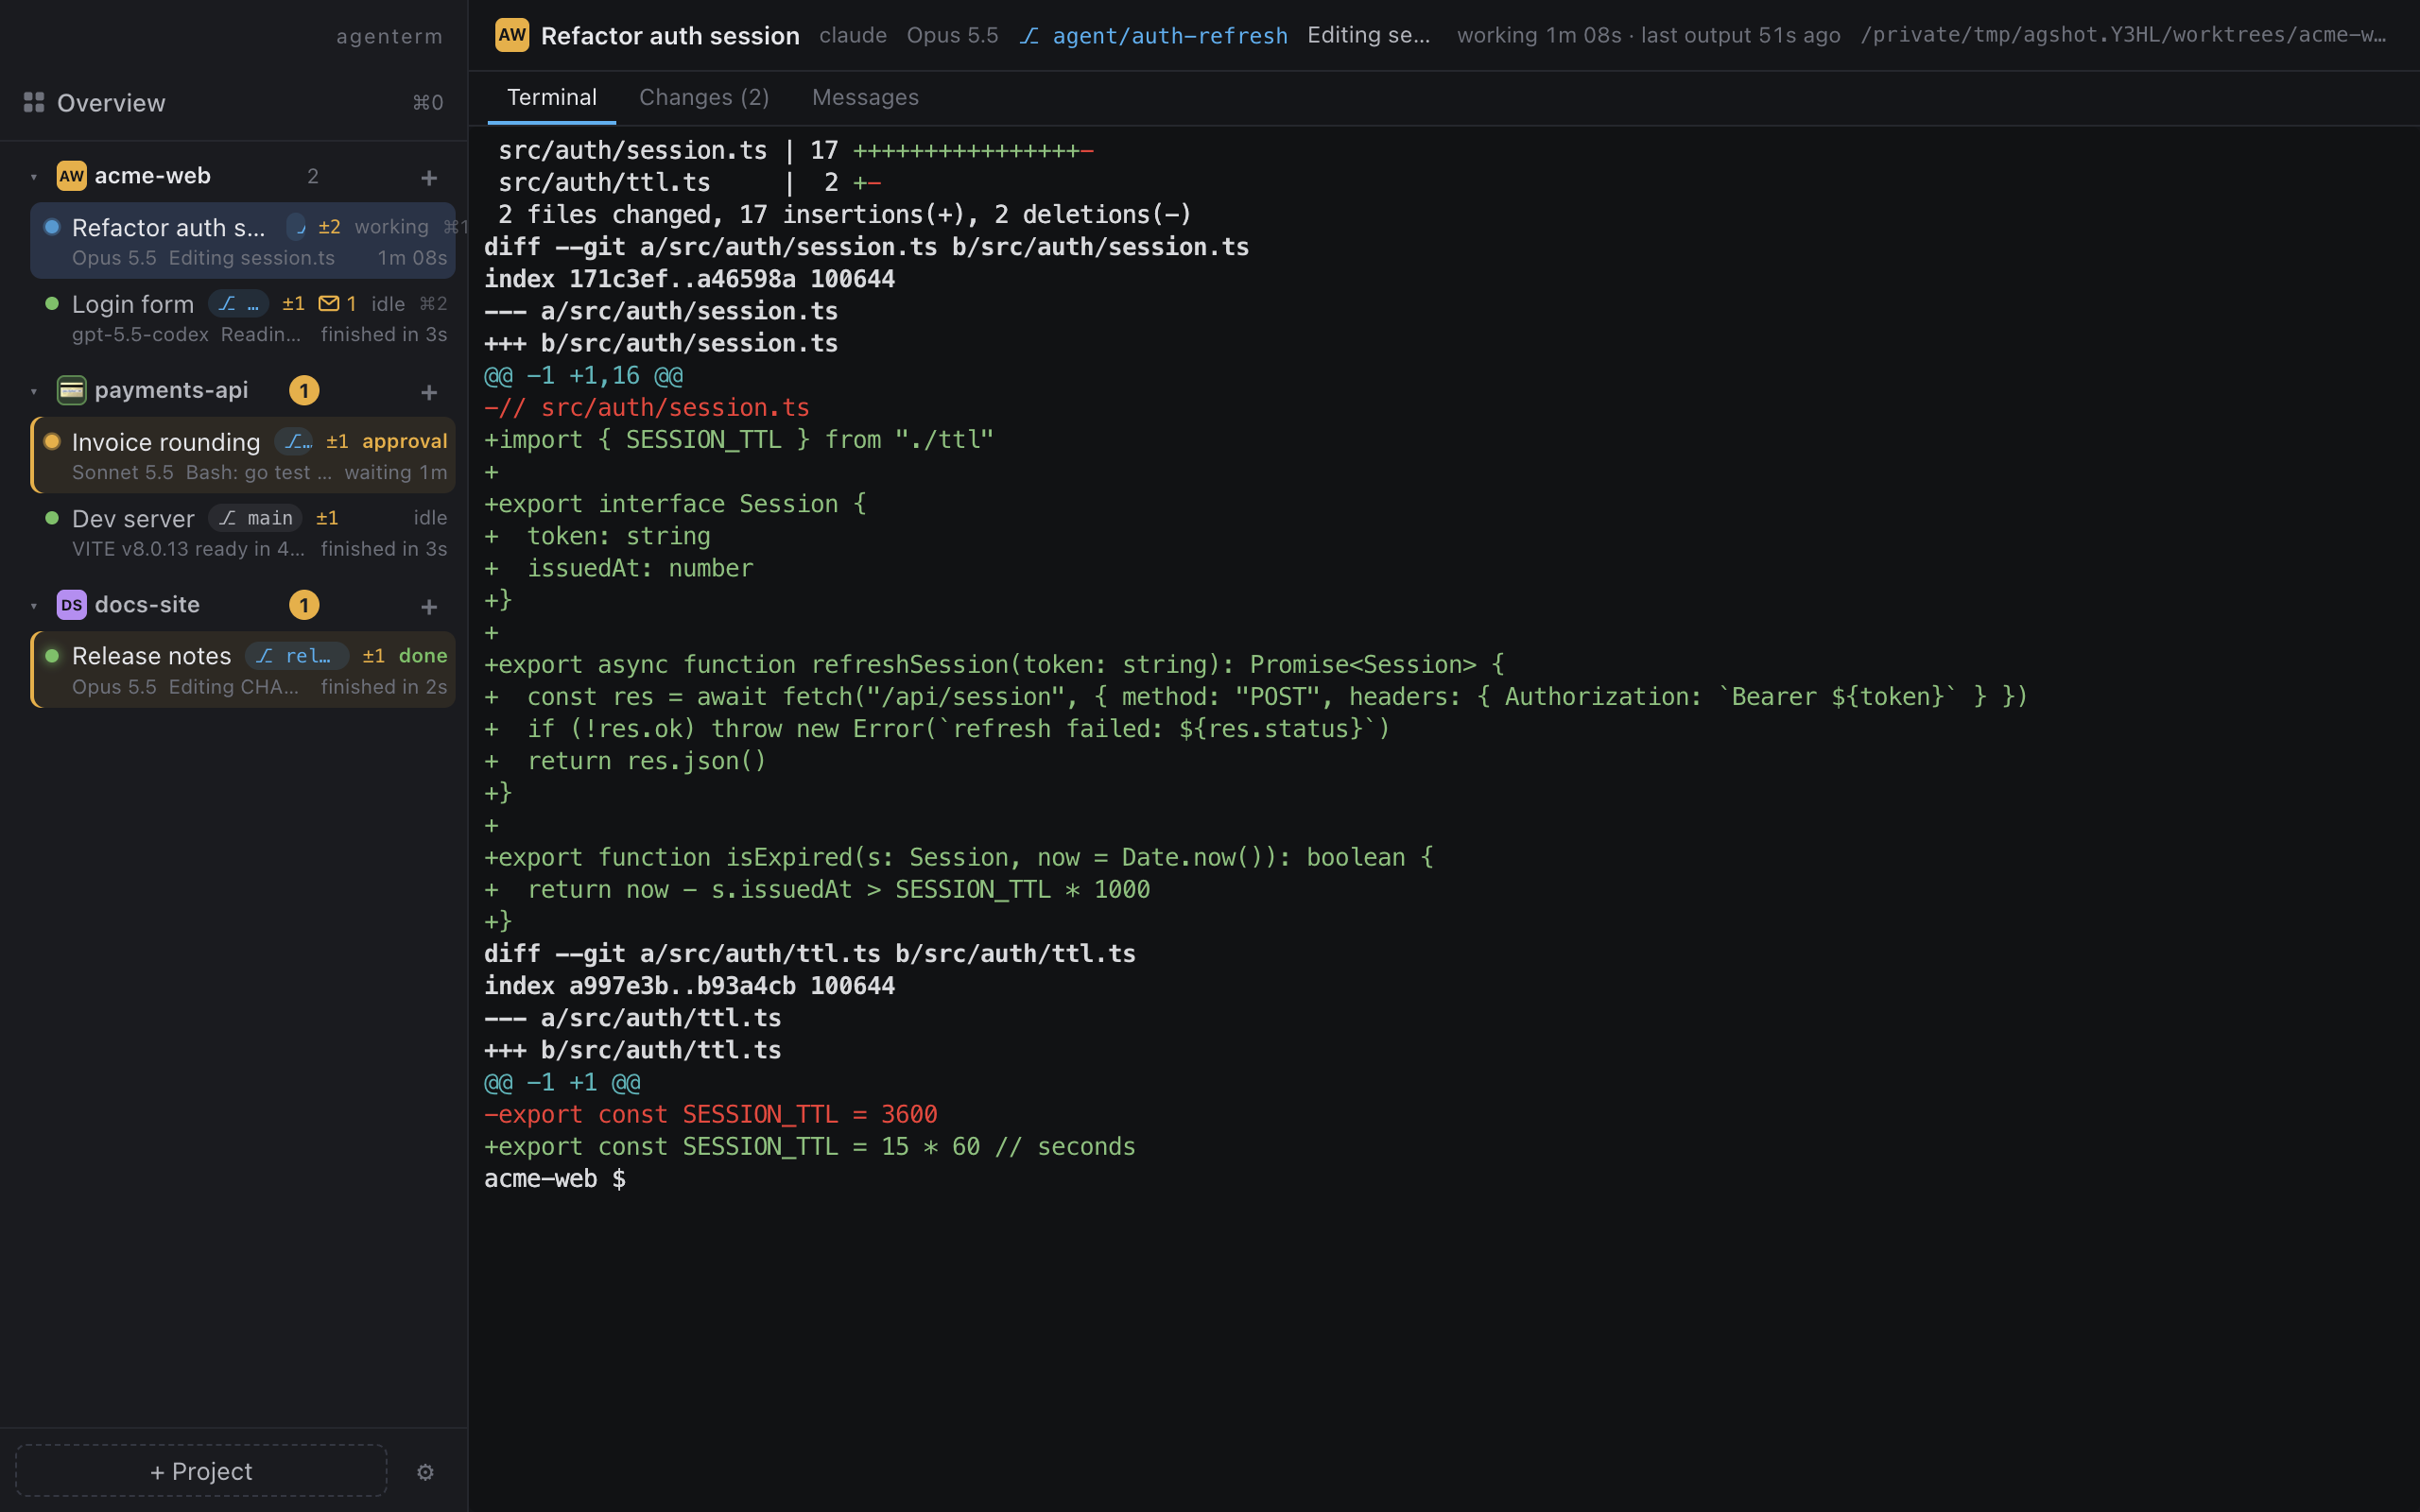 agenterm
Overview ⌘0
▾ AW acme-web 2 +
Refactor auth s… ±2 working ⌘1
Opus 5.5 Editing session.ts 1m 08s
Login form … ±1 1 idle ⌘2
gpt-5.5-codex Readin… finished in 3s
▾ payments-api 1 +
Invoice rounding … ±1 approval
Sonnet 5.5 Bash: go test … waiting 1m
Dev server main ±1 idle
VITE v8.0.13 ready in 4… finished in 3s
▾ DS docs-site 1 +
Release notes rel… ±1 done
Opus 5.5 Editing CHA… finished in 2s
+ Project
AW Refactor auth session claude Opus 5.5 agent/auth-refresh Editing se… working 1m 08s · last output 51s ago /private/tmp/agshot.Y3HL/worktrees/acme-w…
Terminal Changes (2) Messages
 src/auth/session.ts | 17 ++++++++++++++++-
 src/auth/ttl.ts     |  2 +-
 2 files changed, 17 insertions(+), 2 deletions(-)
diff --git a/src/auth/session.ts b/src/auth/session.ts
index 171c3ef..a46598a 100644
--- a/src/auth/session.ts
+++ b/src/auth/session.ts
@@ -1 +1,16 @@
-// src/auth/session.ts
+import { SESSION_TTL } from "./ttl"
+
+export interface Session {
+  token: string
+  issuedAt: number
+}
+
+export async function refreshSession(token: string): Promise<Session> {
+  const res = await fetch("/api/session", { method: "POST", headers: { Authorization: `Bearer ${token}` } })
+  if (!res.ok) throw new Error(`refresh failed: ${res.status}`)
+  return res.json()
+}
+
+export function isExpired(s: Session, now = Date.now()): boolean {
+  return now - s.issuedAt > SESSION_TTL * 1000
+}
diff --git a/src/auth/ttl.ts b/src/auth/ttl.ts
index a997e3b..b93a4cb 100644
--- a/src/auth/ttl.ts
+++ b/src/auth/ttl.ts
@@ -1 +1 @@
-export const SESSION_TTL = 3600
+export const SESSION_TTL = 15 * 60 // seconds
acme-web $